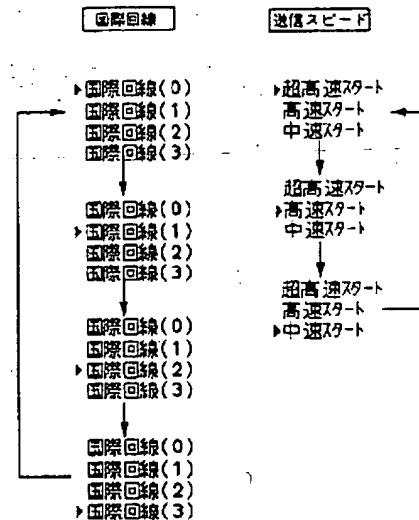 国際回線
▶国際回線(0)
国際回線(1)
国際回線(2)
国際回線(3)
国際回線(0)
▶国際回線(1)
国際回線(2)
国際回線(3)
国際回線(0)
国際回線(1)
▶国際回線(2)
国際回線(3)
国際回線(0)
国際回線(1)
国際回線(2)
▶国際回線(3)
送信スピード
▶超高速スタート
高速スタート
中速スタート
超高速スタート
▶高速スタート
中速スタート
超高速スタート
高速スタート
▶中速スタート